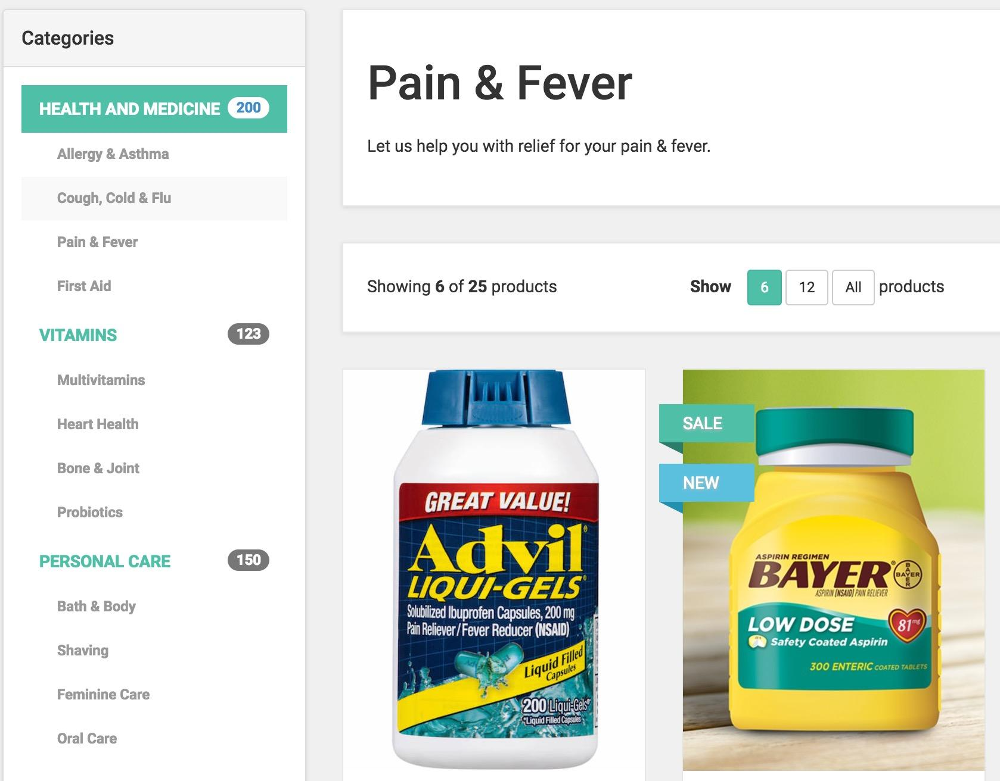 Categories
HEALTH AND MEDICINE 200
Allergy & Asthma
Cough, Cold & Flu
Pain & Fever
First Aid
VITAMINS 123
Multivitamins
Heart Health
Bone & Joint
Probiotics
PERSONAL CARE 150
Bath & Body
Shaving
Feminine Care
Oral Care
Pain & Fever
Let us help you with relief for your pain & fever.
Showing 6 of 25 products
Show 6 12 All products
GREAT VALUE!
Advil®
LIQUI-GELS®
Solubilized Ibuprofen Capsules, 200 mg
Pain Reliever / Fever Reducer (NSAID)
Liquid Filled
Capsules
200 Liqui-Gels®*
*Liquid Filled Capsules
SALE
NEW
ASPIRIN REGIMEN
BAYER®
BAYER
ASPIRIN (NSAID) PAIN RELIEVER
LOW DOSE
81mg
Safety Coated Aspirin
300 ENTERIC COATED TABLETS